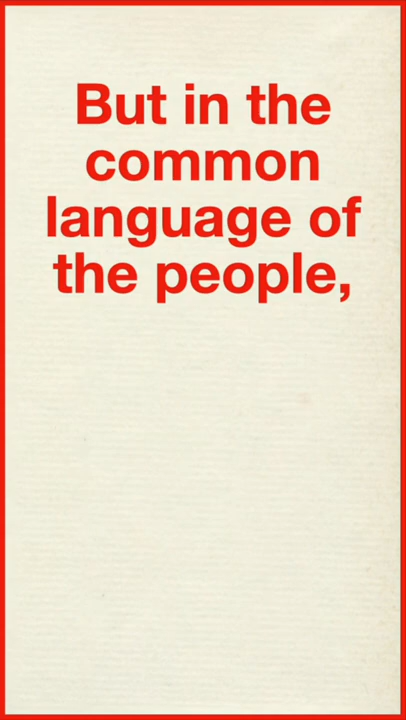 But in the
common
language of
the people,